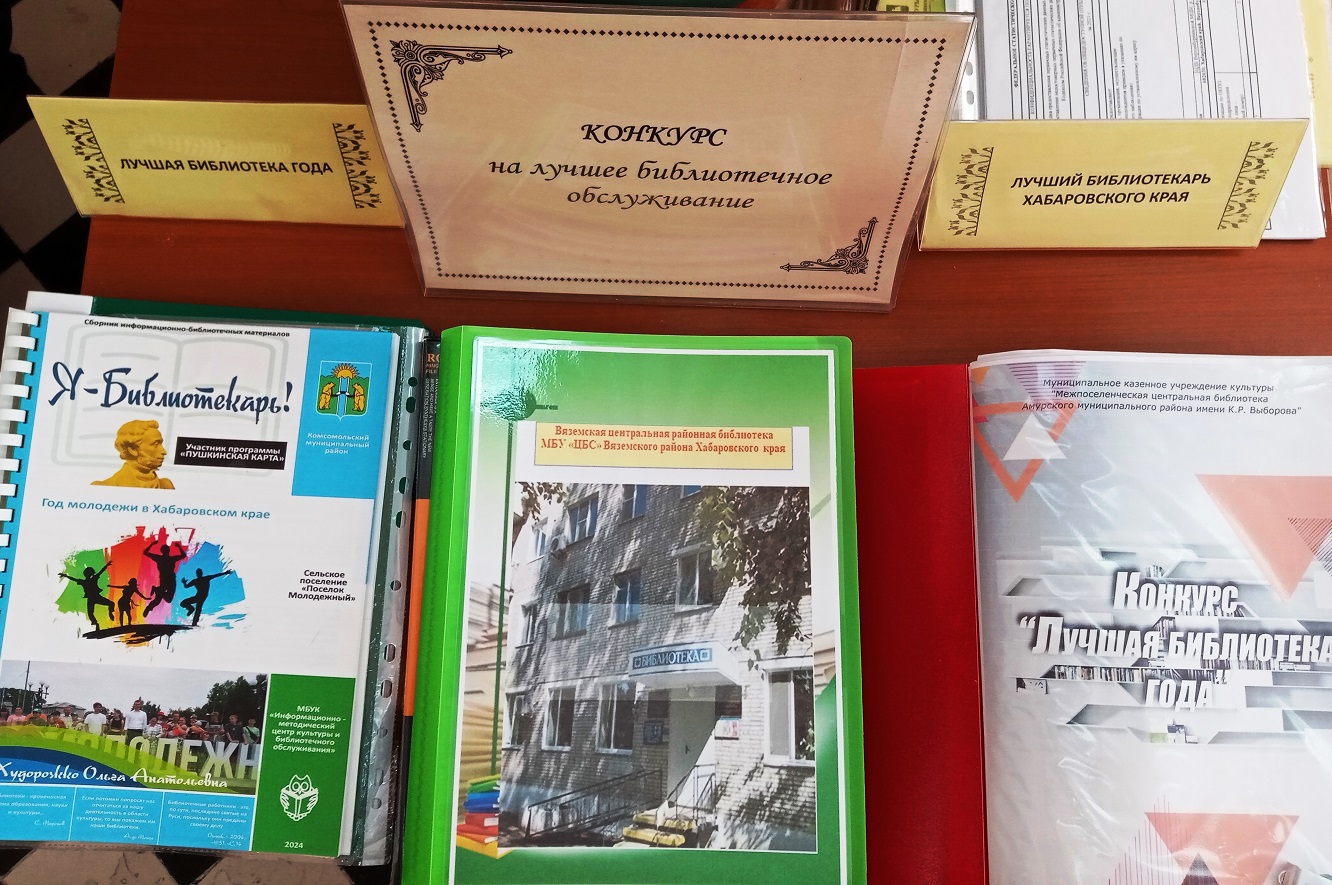 КОНКУРС
на лучшее библиотечное
обслуживание
ЛУЧШАЯ БИБЛИОТЕКА ГОДА
ЛУЧШИЙ БИБЛИОТЕКАРЬ
ХАБАРОВСКОГО КРАЯ
Сборник информационно-библиотечных материалов
Я-Библиотекарь!
Участник программы
«ПУШКИНСКАЯ КАРТА»
Комсомольский
муниципальный
район
Год молодежи в Хабаровском крае
Сельское
поселение
«Поселок
Молодежный»
МБУК
«Информационно -
методический
центр культуры и
библиотечного
обслуживания»
Худорожко Ольга Анатольевна
2024
Вяземская центральная районная библиотека
МБУ «ЦБС» Вяземского района Хабаровского края
БИБЛИОТЕКА
Муниципальное казенное учреждение культуры
"Межпоселенческая центральная библиотека
Амурского муниципального района имени К.Р. Выборова"
Конкурс
"Лучшая библиотека
года"